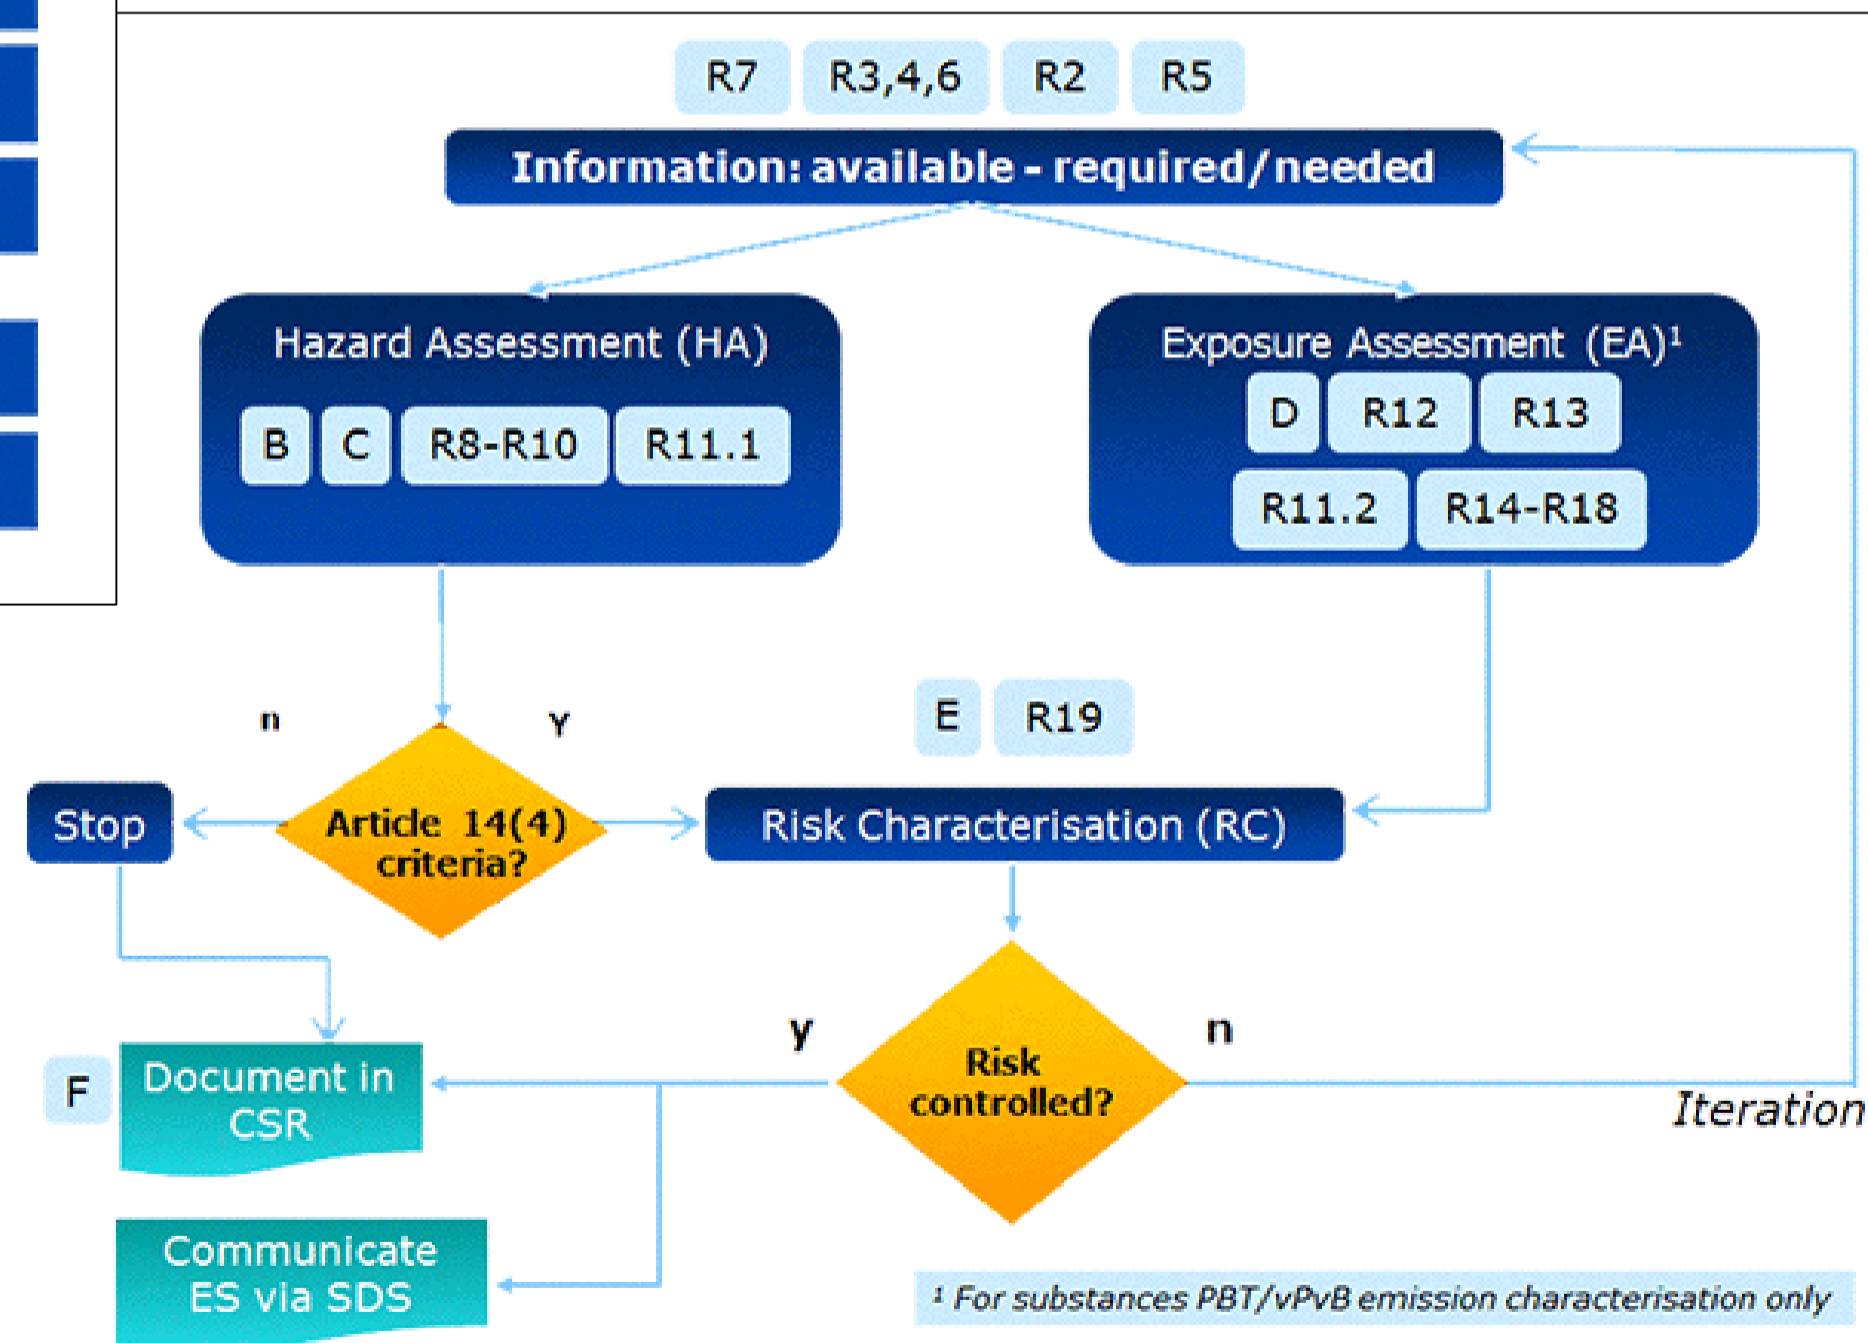 R7 R3,4,6 R2 R5
Information: available - required/needed
Hazard Assessment (HA)
B C R8-R10 R11.1
Exposure Assessment (EA)¹
D R12 R13
R11.2 R14-R18
n Y
E R19
Stop
Article 14(4)
criteria?
Risk Characterisation (RC)
y n
Risk
controlled?
Iteration
F
Document in
CSR
Communicate
ES via SDS
¹ For substances PBT/vPvB emission characterisation only